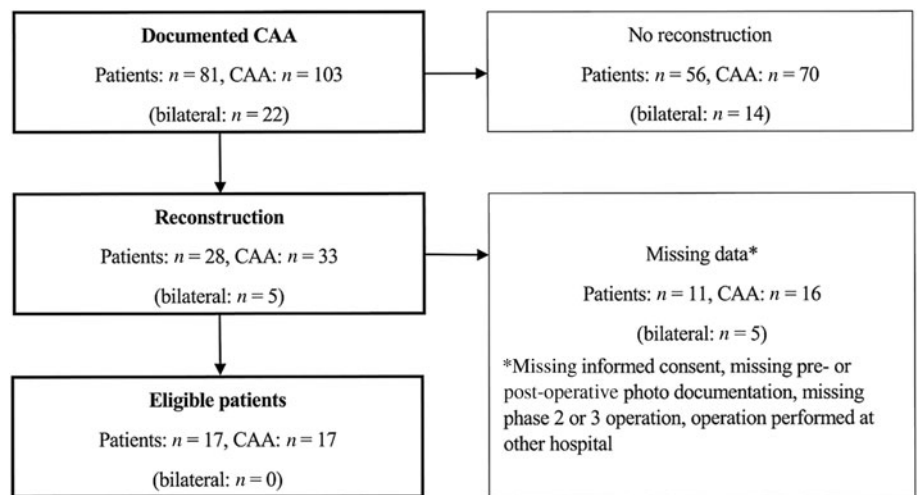 Documented CAA
Patients: n = 81, CAA: n = 103
(bilateral: n = 22)
No reconstruction
Patients: n = 56, CAA: n = 70
(bilateral: n = 14)
Reconstruction
Patients: n = 28, CAA: n = 33
(bilateral: n = 5)
Missing data*
Patients: n = 11, CAA: n = 16
(bilateral: n = 5)
*Missing informed consent, missing pre- or
post-operative photo documentation, missing
phase 2 or 3 operation, operation performed at
other hospital
Eligible patients
Patients: n = 17, CAA: n = 17
(bilateral: n = 0)